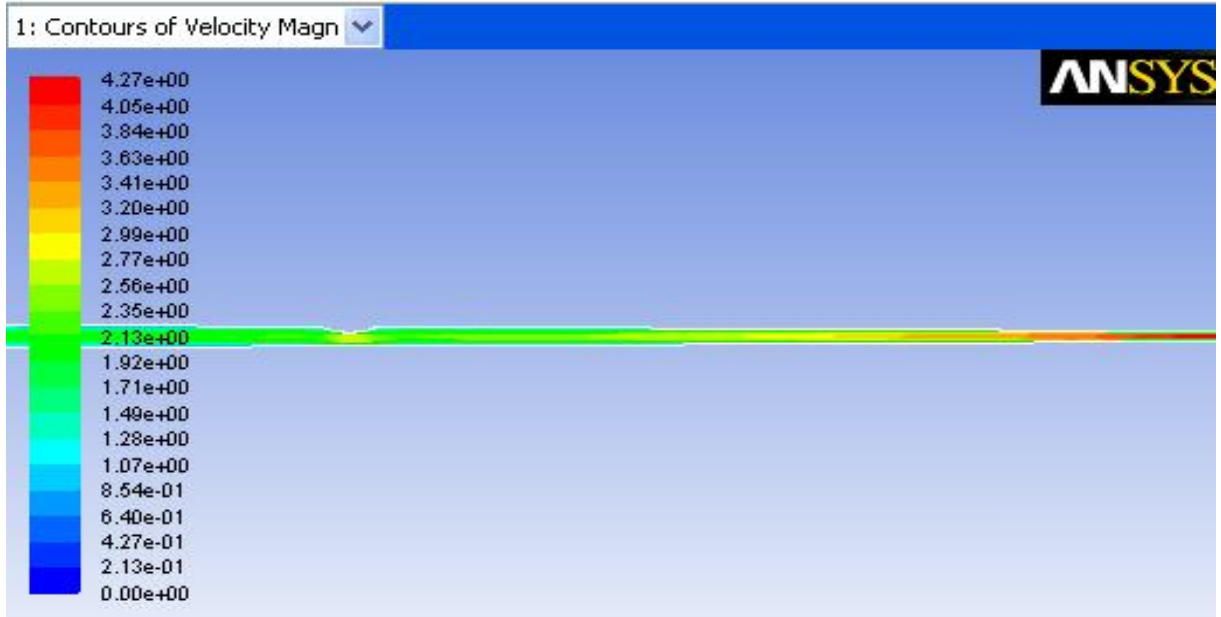 1: Contours of Velocity Magn
ANSYS
4.27e+00
4.05e+00
3.84e+00
3.63e+00
3.41e+00
3.20e+00
2.99e+00
2.77e+00
2.56e+00
2.35e+00
2.13e+00
1.92e+00
1.71e+00
1.49e+00
1.28e+00
1.07e+00
8.54e-01
6.40e-01
4.27e-01
2.13e-01
0.00e+00